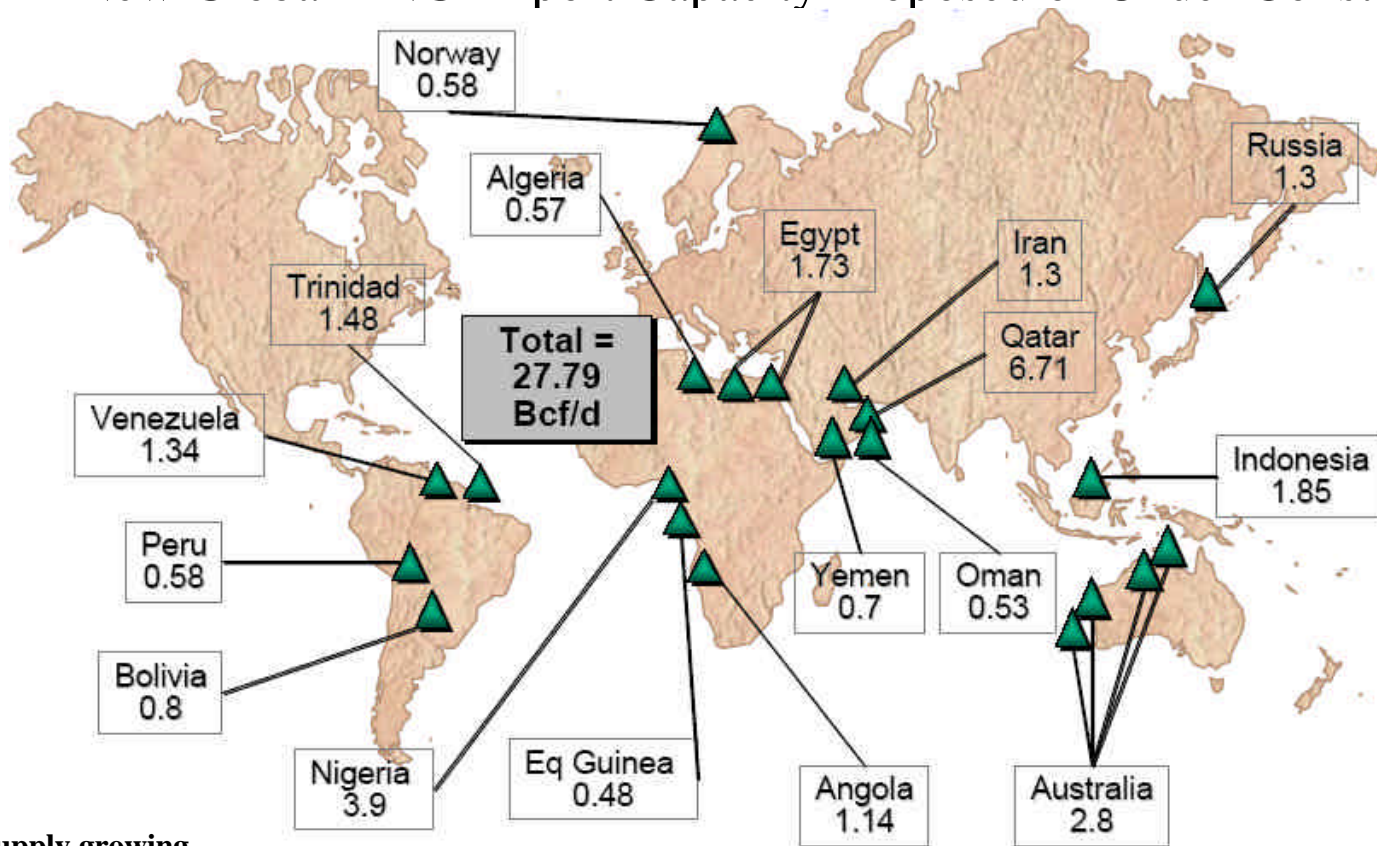 Norway
0.58
Russia
1.3
Algeria
0.57
Egypt
1.73
Iran
1.3
Trinidad
1.48
Total =
27.79
Bcf/d
Qatar
6.71
Venezuela
1.34
Indonesia
1.85
Peru
0.58
Yemen
0.7
Oman
0.53
Bolivia
0.8
Nigeria
3.9
Eq Guinea
0.48
Angola
1.14
Australia
2.8
growing